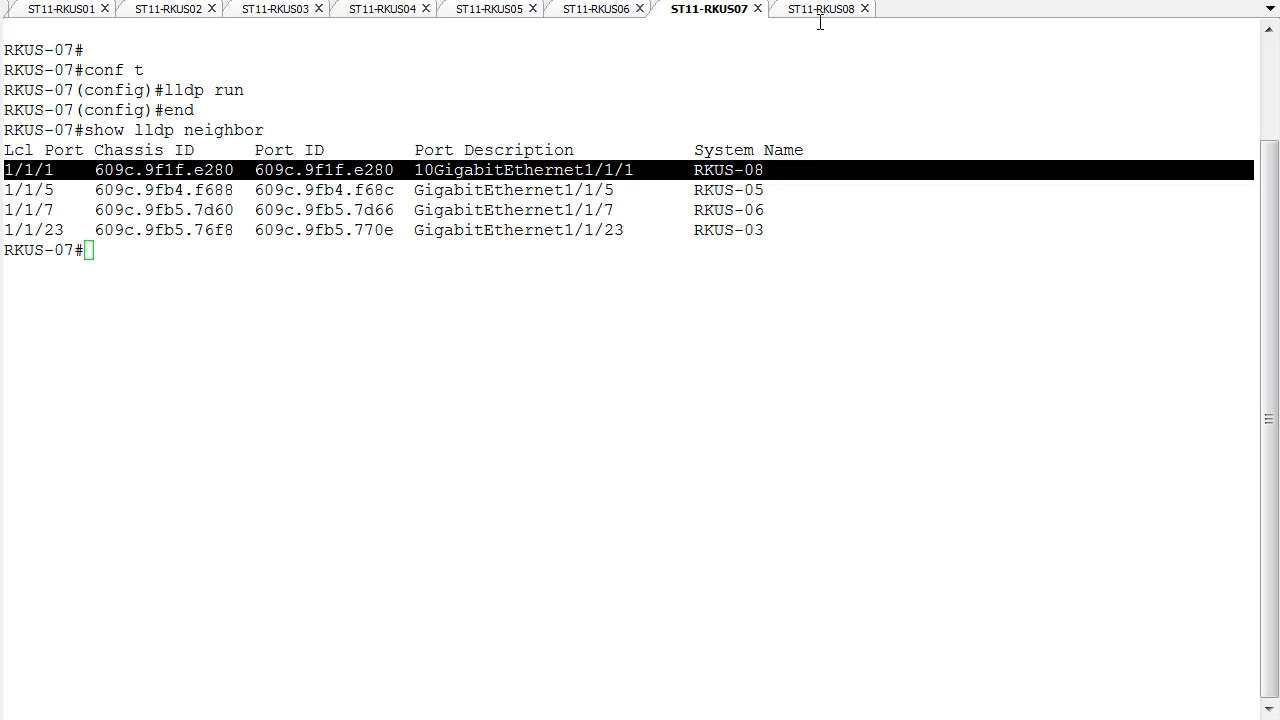 ST11-RKUS01 ST11-RKUS02 ST11-RKUS03 ST11-RKUS04 ST11-RKUS05 ST11-RKUS06 ST11-RKUS07 ST11-RKUS08
RKUS-07#
RKUS-07#conf t
RKUS-07(config)#lldp run
RKUS-07(config)#end
RKUS-07#show lldp neighbor
Lcl Port Chassis ID      Port ID         Port Description            System Name
1/1/1    609c.9f1f.e280  609c.9f1f.e280  10GigabitEthernet1/1/1      RKUS-08
1/1/5    609c.9fb4.f688  609c.9fb4.f68c  GigabitEthernet1/1/5        RKUS-05
1/1/7    609c.9fb5.7d60  609c.9fb5.7d66  GigabitEthernet1/1/7        RKUS-06
1/1/23   609c.9fb5.76f8  609c.9fb5.770e  GigabitEthernet1/1/23       RKUS-03
RKUS-07#